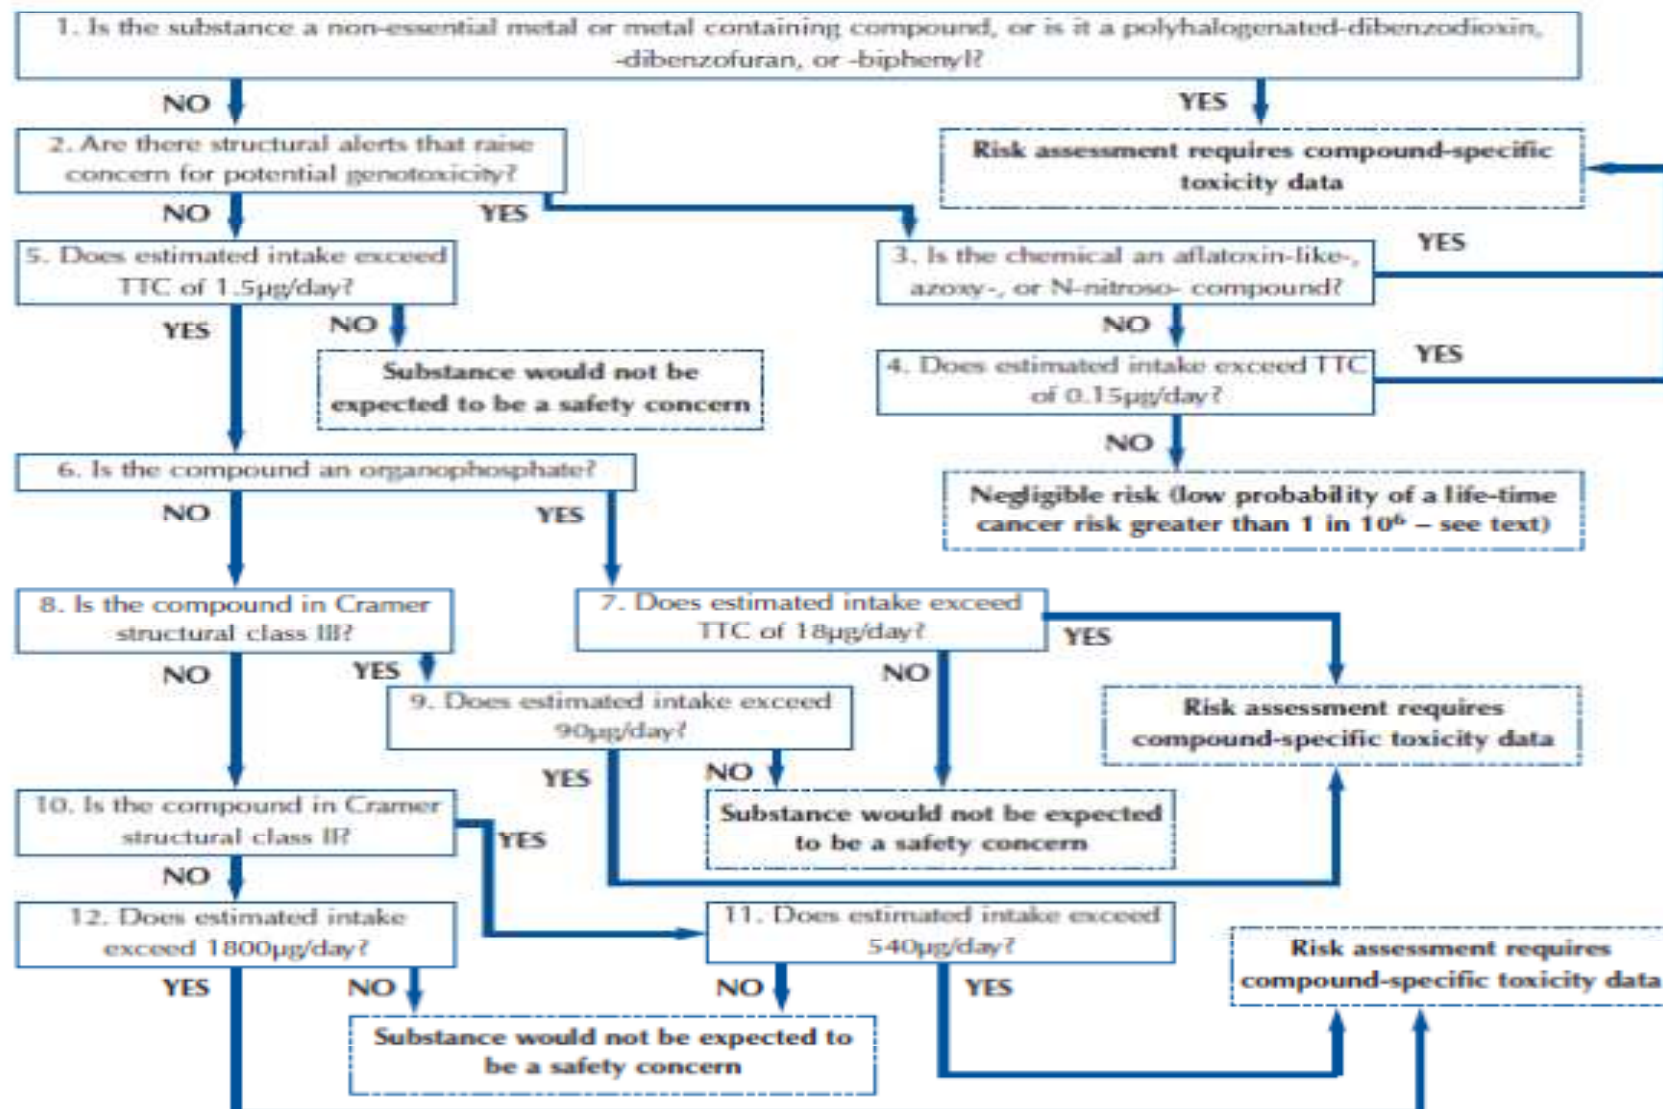 1. Is the substance a non-essential metal or metal containing compound, or is it a polyhalogenated-dibenzodioxin,
-dibenzofuran, or -biphenyl?
NO
YES
2. Are there structural alerts that raise
concern for potential genotoxicity?
Risk assessment requires compound-specific
toxicity data
NO
YES
5. Does estimated intake exceed
TTC of 1.5µg/day?
3. Is the chemical an aflatoxin-like-,
azoxy-, or N-nitroso- compound?
YES
YES
NO
NO
Substance would not be
expected to be a safety concern
4. Does estimated intake exceed TTC
of 0.15µg/day?
YES
NO
6. Is the compound an organophosphate?
Negligible risk (low probability of a life-time
cancer risk greater than 1 in 10⁶ – see text)
NO
YES
8. Is the compound in Cramer
structural class III?
7. Does estimated intake exceed
TTC of 18µg/day?
YES
NO
YES
NO
9. Does estimated intake exceed
90µg/day?
Risk assessment requires
compound-specific toxicity data
YES
NO
10. Is the compound in Cramer
structural class II?
Substance would not be expected
to be a safety concern
YES
NO
12. Does estimated intake
exceed 1800µg/day?
11. Does estimated intake exceed
540µg/day?
Risk assessment requires
compound-specific toxicity data
YES
NO
NO
YES
Substance would not be expected to
be a safety concern